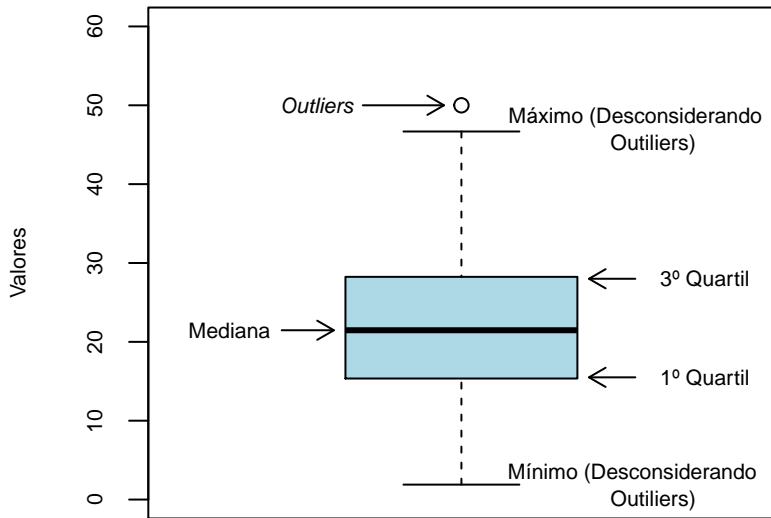 60
50
40
30
20
10
0
Valores
Outliers
Máximo (Desconsiderando
Outiliers)
3º Quartil
Mediana
1º Quartil
Mínimo (Desconsiderando
Outiliers)